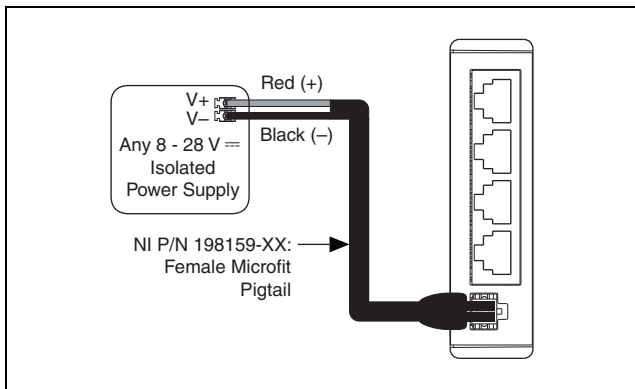 Red (+)
V+
V–
Black (–)
Any 8 - 28 V ⎓
Isolated
Power Supply
NI P/N 198159-XX:
Female Microfit
Pigtail